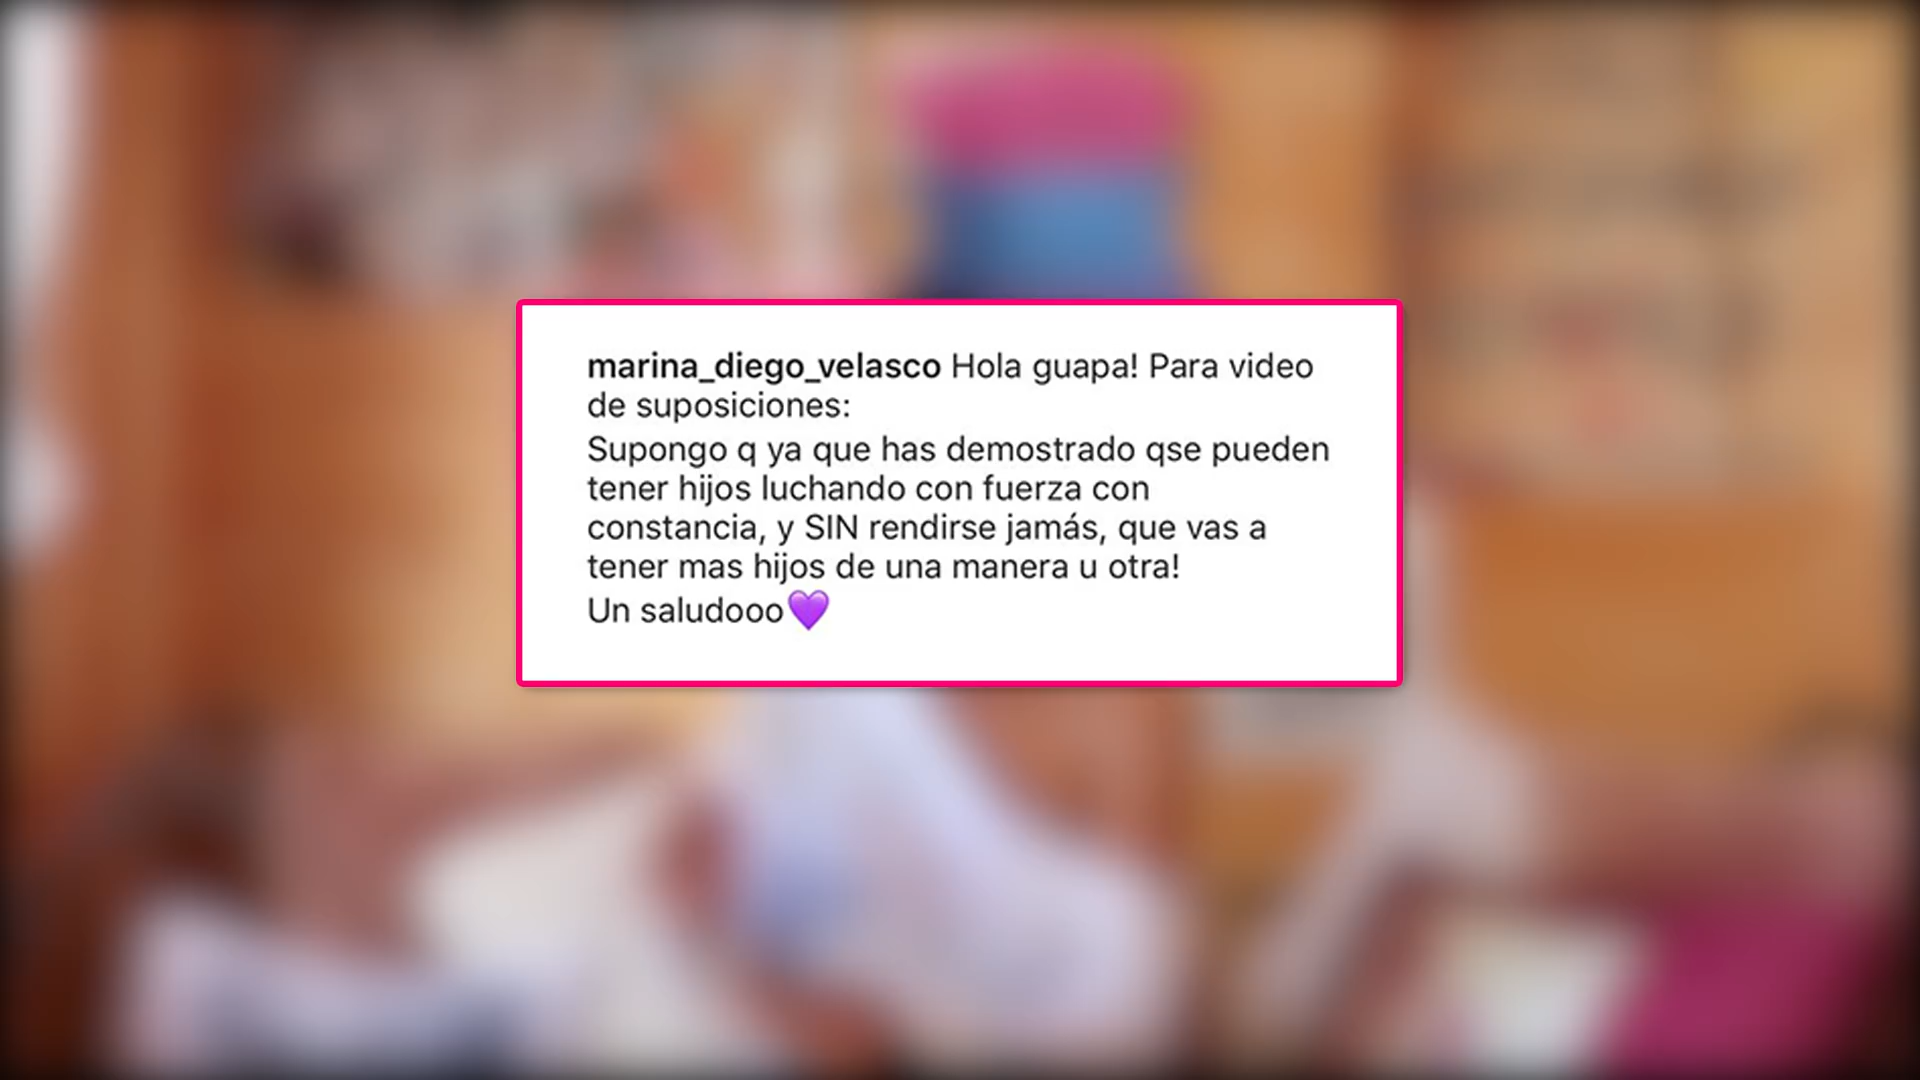 marina_diego_velasco Hola guapa! Para video
de suposiciones:
Supongo q ya que has demostrado qse pueden
tener hijos luchando con fuerza con
constancia, y SIN rendirse jamás, que vas a
tener mas hijos de una manera u otra!
Un saludooo💜